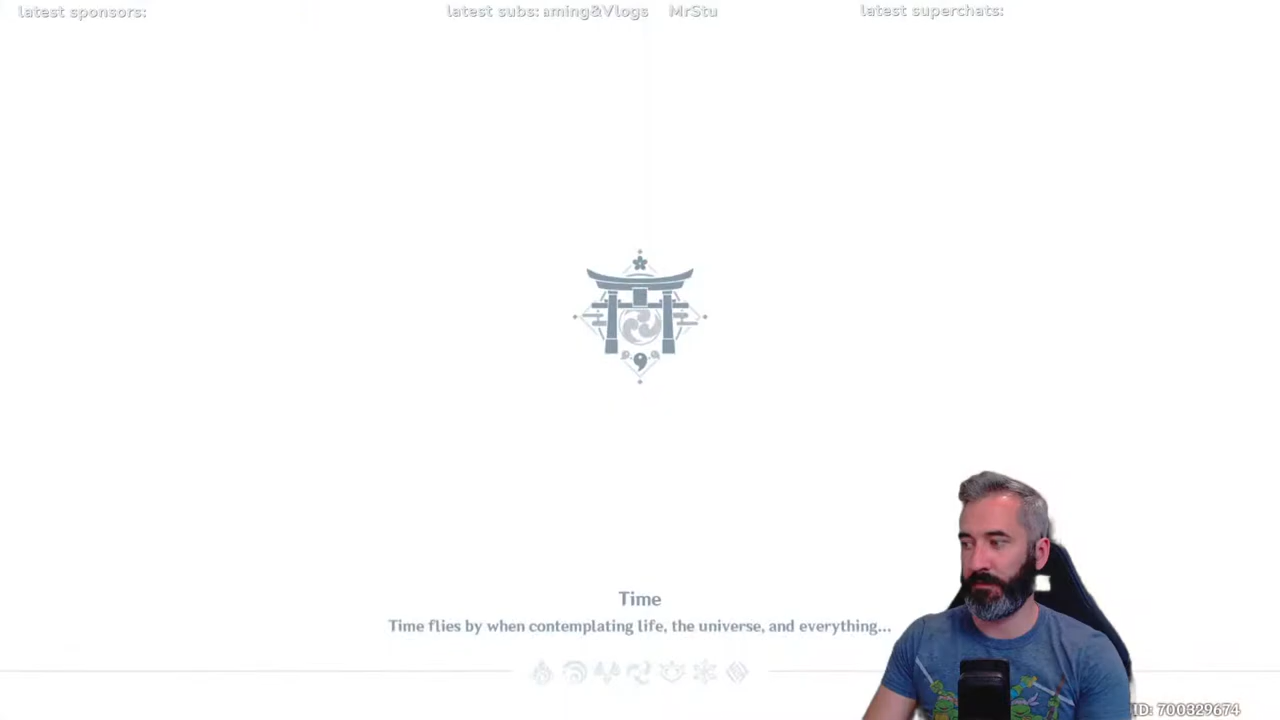 latest sponsors:
latest subs: aming&Vlogs MrStu
latest superchats:
Time
Time flies by when contemplating life, the universe, and everything...
ID: 700829674